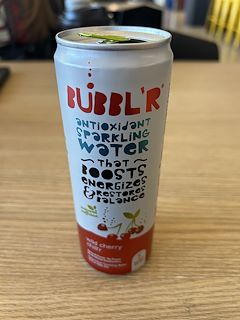 BUBBL'R
antioxidant
sparkling
water
that
BOOSTS
energizes
& restores
balance
wild cherry